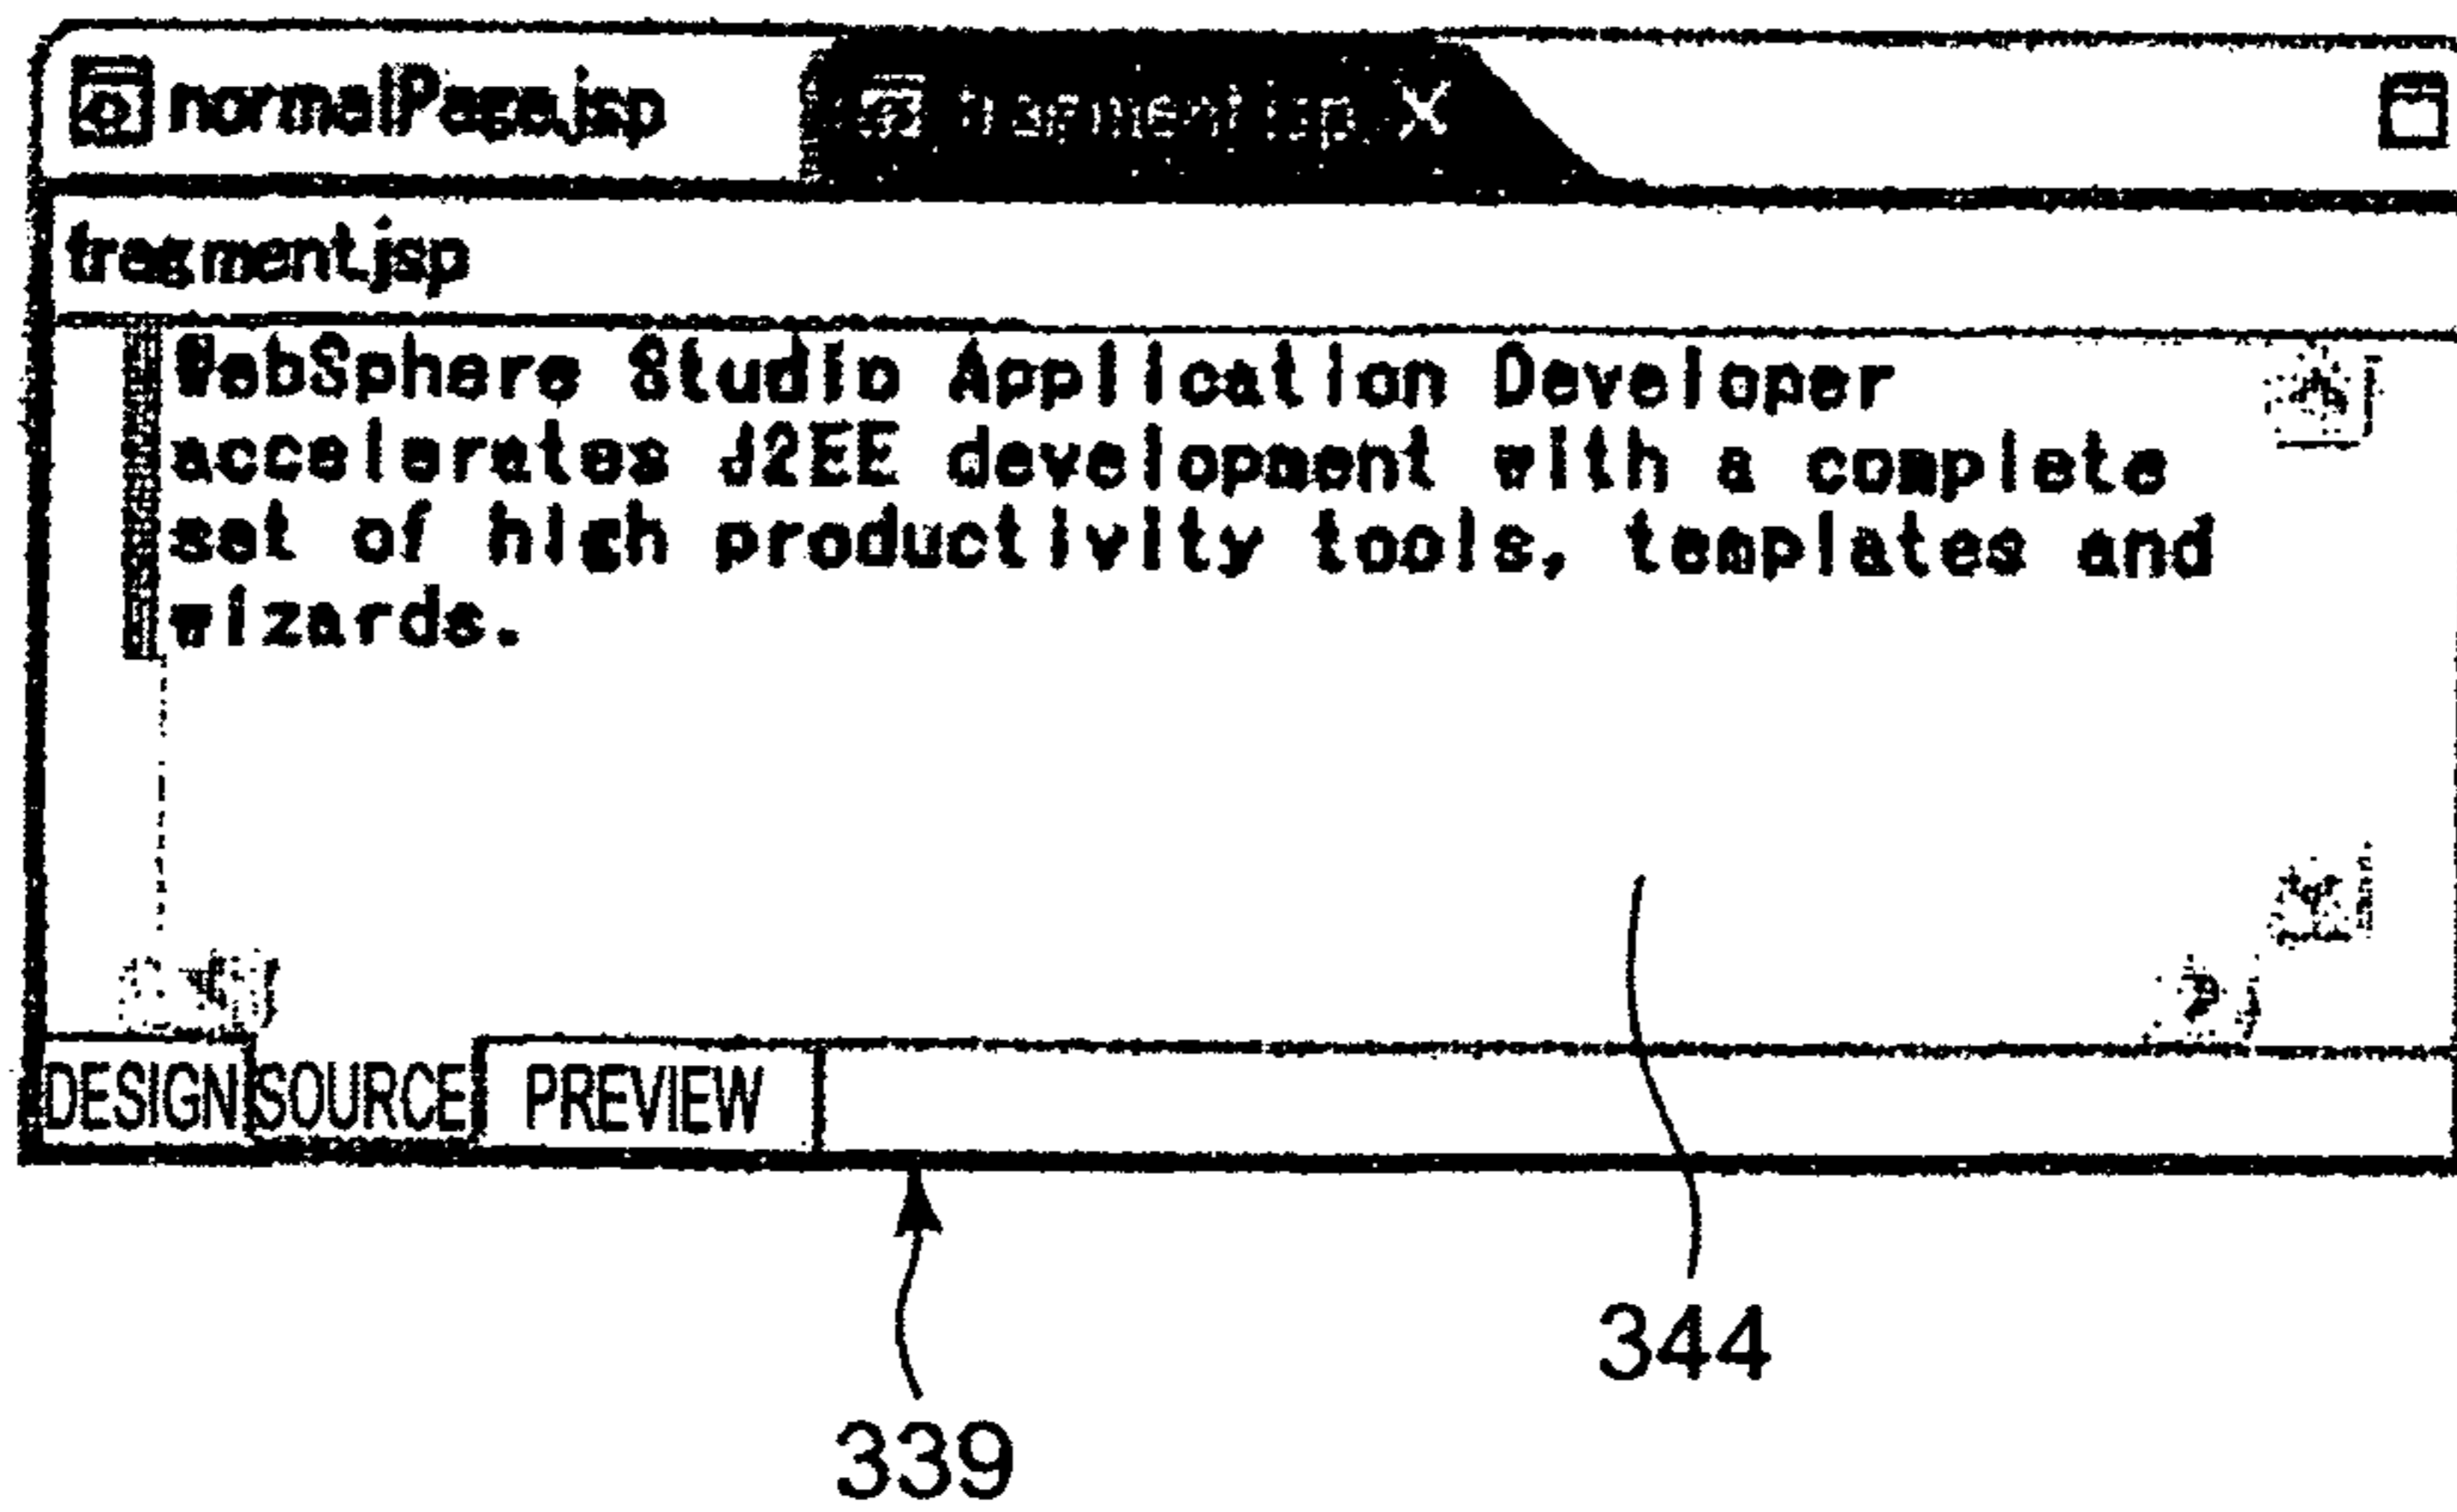 normalPage.jsp fragment.jsp X
fragment.jsp
WebSphere Studio Application Developer
accelerates J2EE development with a complete
set of high productivity tools, templates and
wizards.
DESIGN SOURCE PREVIEW
344
339